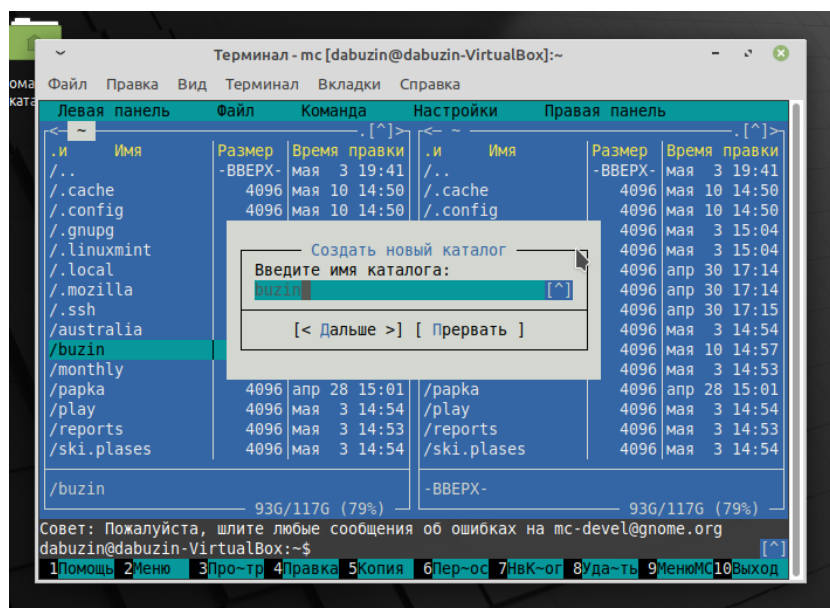 Терминал - mc [dabuzin@dabuzin-VirtualBox]:~
Файл Правка Вид Терминал Вкладки Справка
Левая панель Файл Команда Настройки Правая панель
<— ~ .[^]> <— ~ .[^]>
.и Имя Размер Время правки .и Имя Размер Время правки
/.. -ВВЕРХ- мая 3 19:41 /.. -ВВЕРХ- мая 3 19:41
/.cache 4096 мая 10 14:50 /.cache 4096 мая 10 14:50
/.config 4096 мая 10 14:50 /.config 4096 мая 10 14:50
/.gnupg 4096 мая 3 15:04
/.linuxmint 4096 мая 3 15:04
/.local 4096 апр 30 17:14
/.mozilla 4096 апр 30 17:14
/.ssh 4096 апр 30 17:15
/australia 4096 мая 3 14:54
/buzin 4096 мая 10 14:57
/monthly 4096 мая 3 14:53
Создать новый каталог
Введите имя каталога:
buzin [^]
[< Дальше >] [ Прервать ]
/papka 4096 апр 28 15:01 /papka 4096 апр 28 15:01
/play 4096 мая 3 14:54 /play 4096 мая 3 14:54
/reports 4096 мая 3 14:53 /reports 4096 мая 3 14:53
/ski.plases 4096 мая 3 14:54 /ski.plases 4096 мая 3 14:54
/buzin -ВВЕРХ-
93G/117G (79%) 93G/117G (79%)
Совет: Пожалуйста, шлите любые сообщения об ошибках на mc-devel@gnome.org
dabuzin@dabuzin-VirtualBox:~$ [^]
1Помощь 2Меню 3Про~тр 4Правка 5Копия 6Пер~ос 7НвК~ог 8Уда~ть 9МенюMC 10Выход